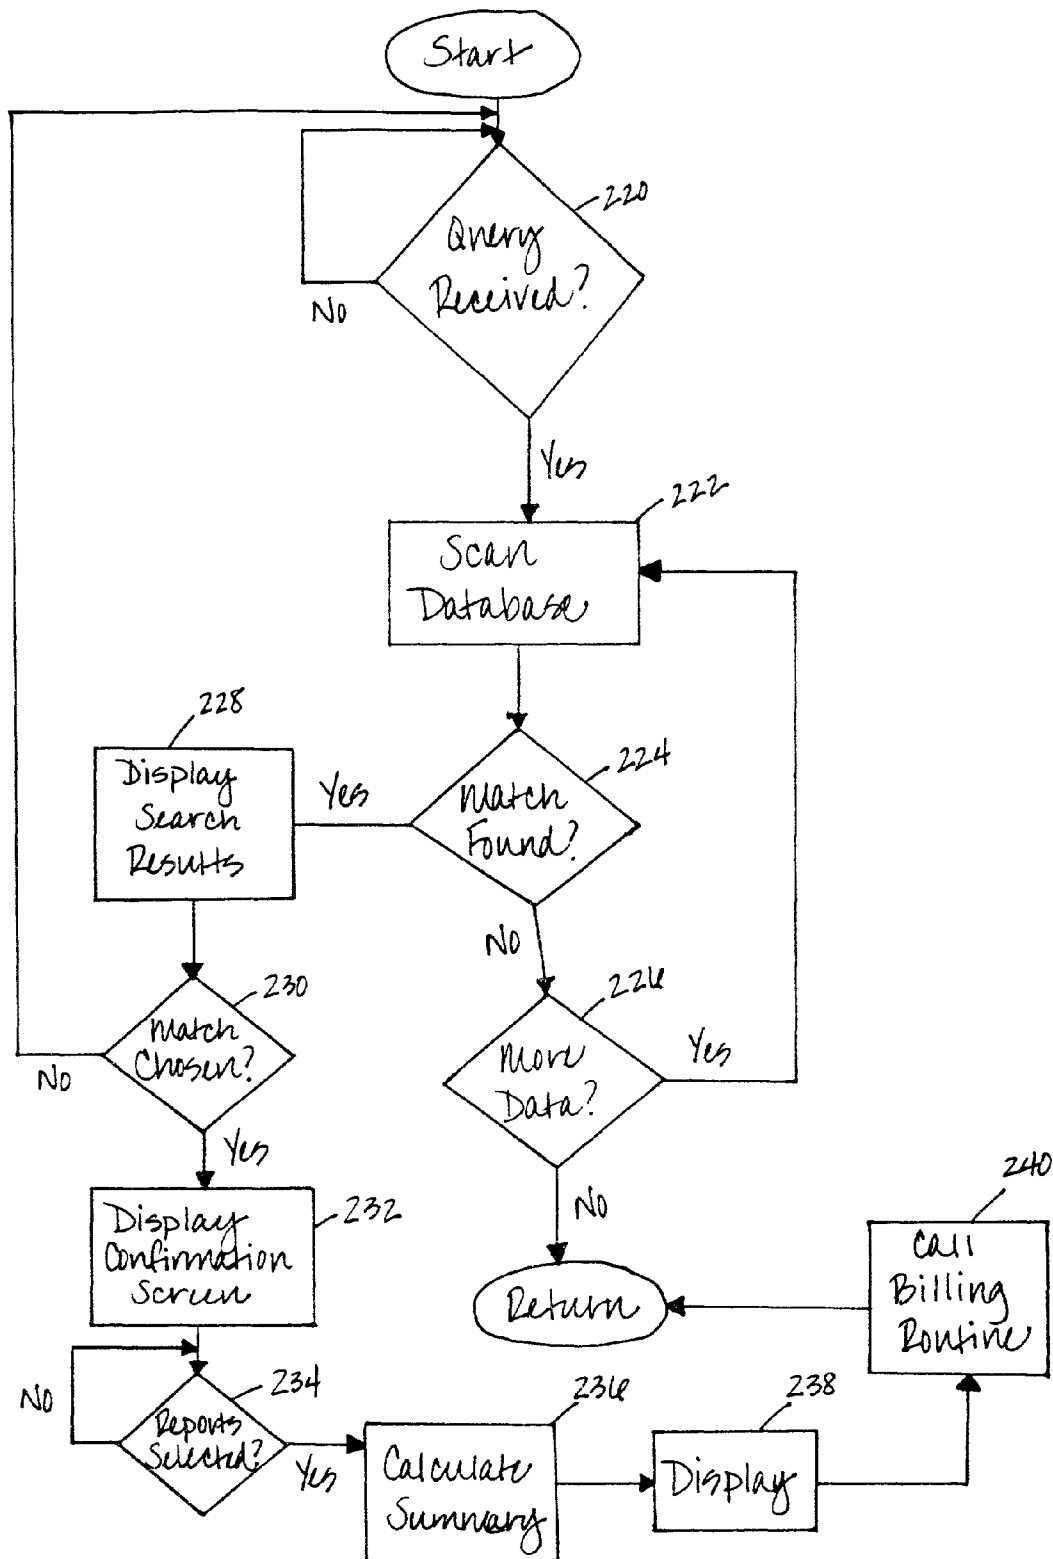 Start
220
Query
Received?
No
Yes
222
Scan
Database
228
Display
Search
Results
Yes
224
Match
Found?
No
230
Match
Chosen?
No
226
More
Data?
Yes
Yes
No
240
Call
Billing
Routine
232
Display
Confirmation
Screen
Return
No
234
Reports
Selected?
Yes
236
Calculate
Summary
238
Display